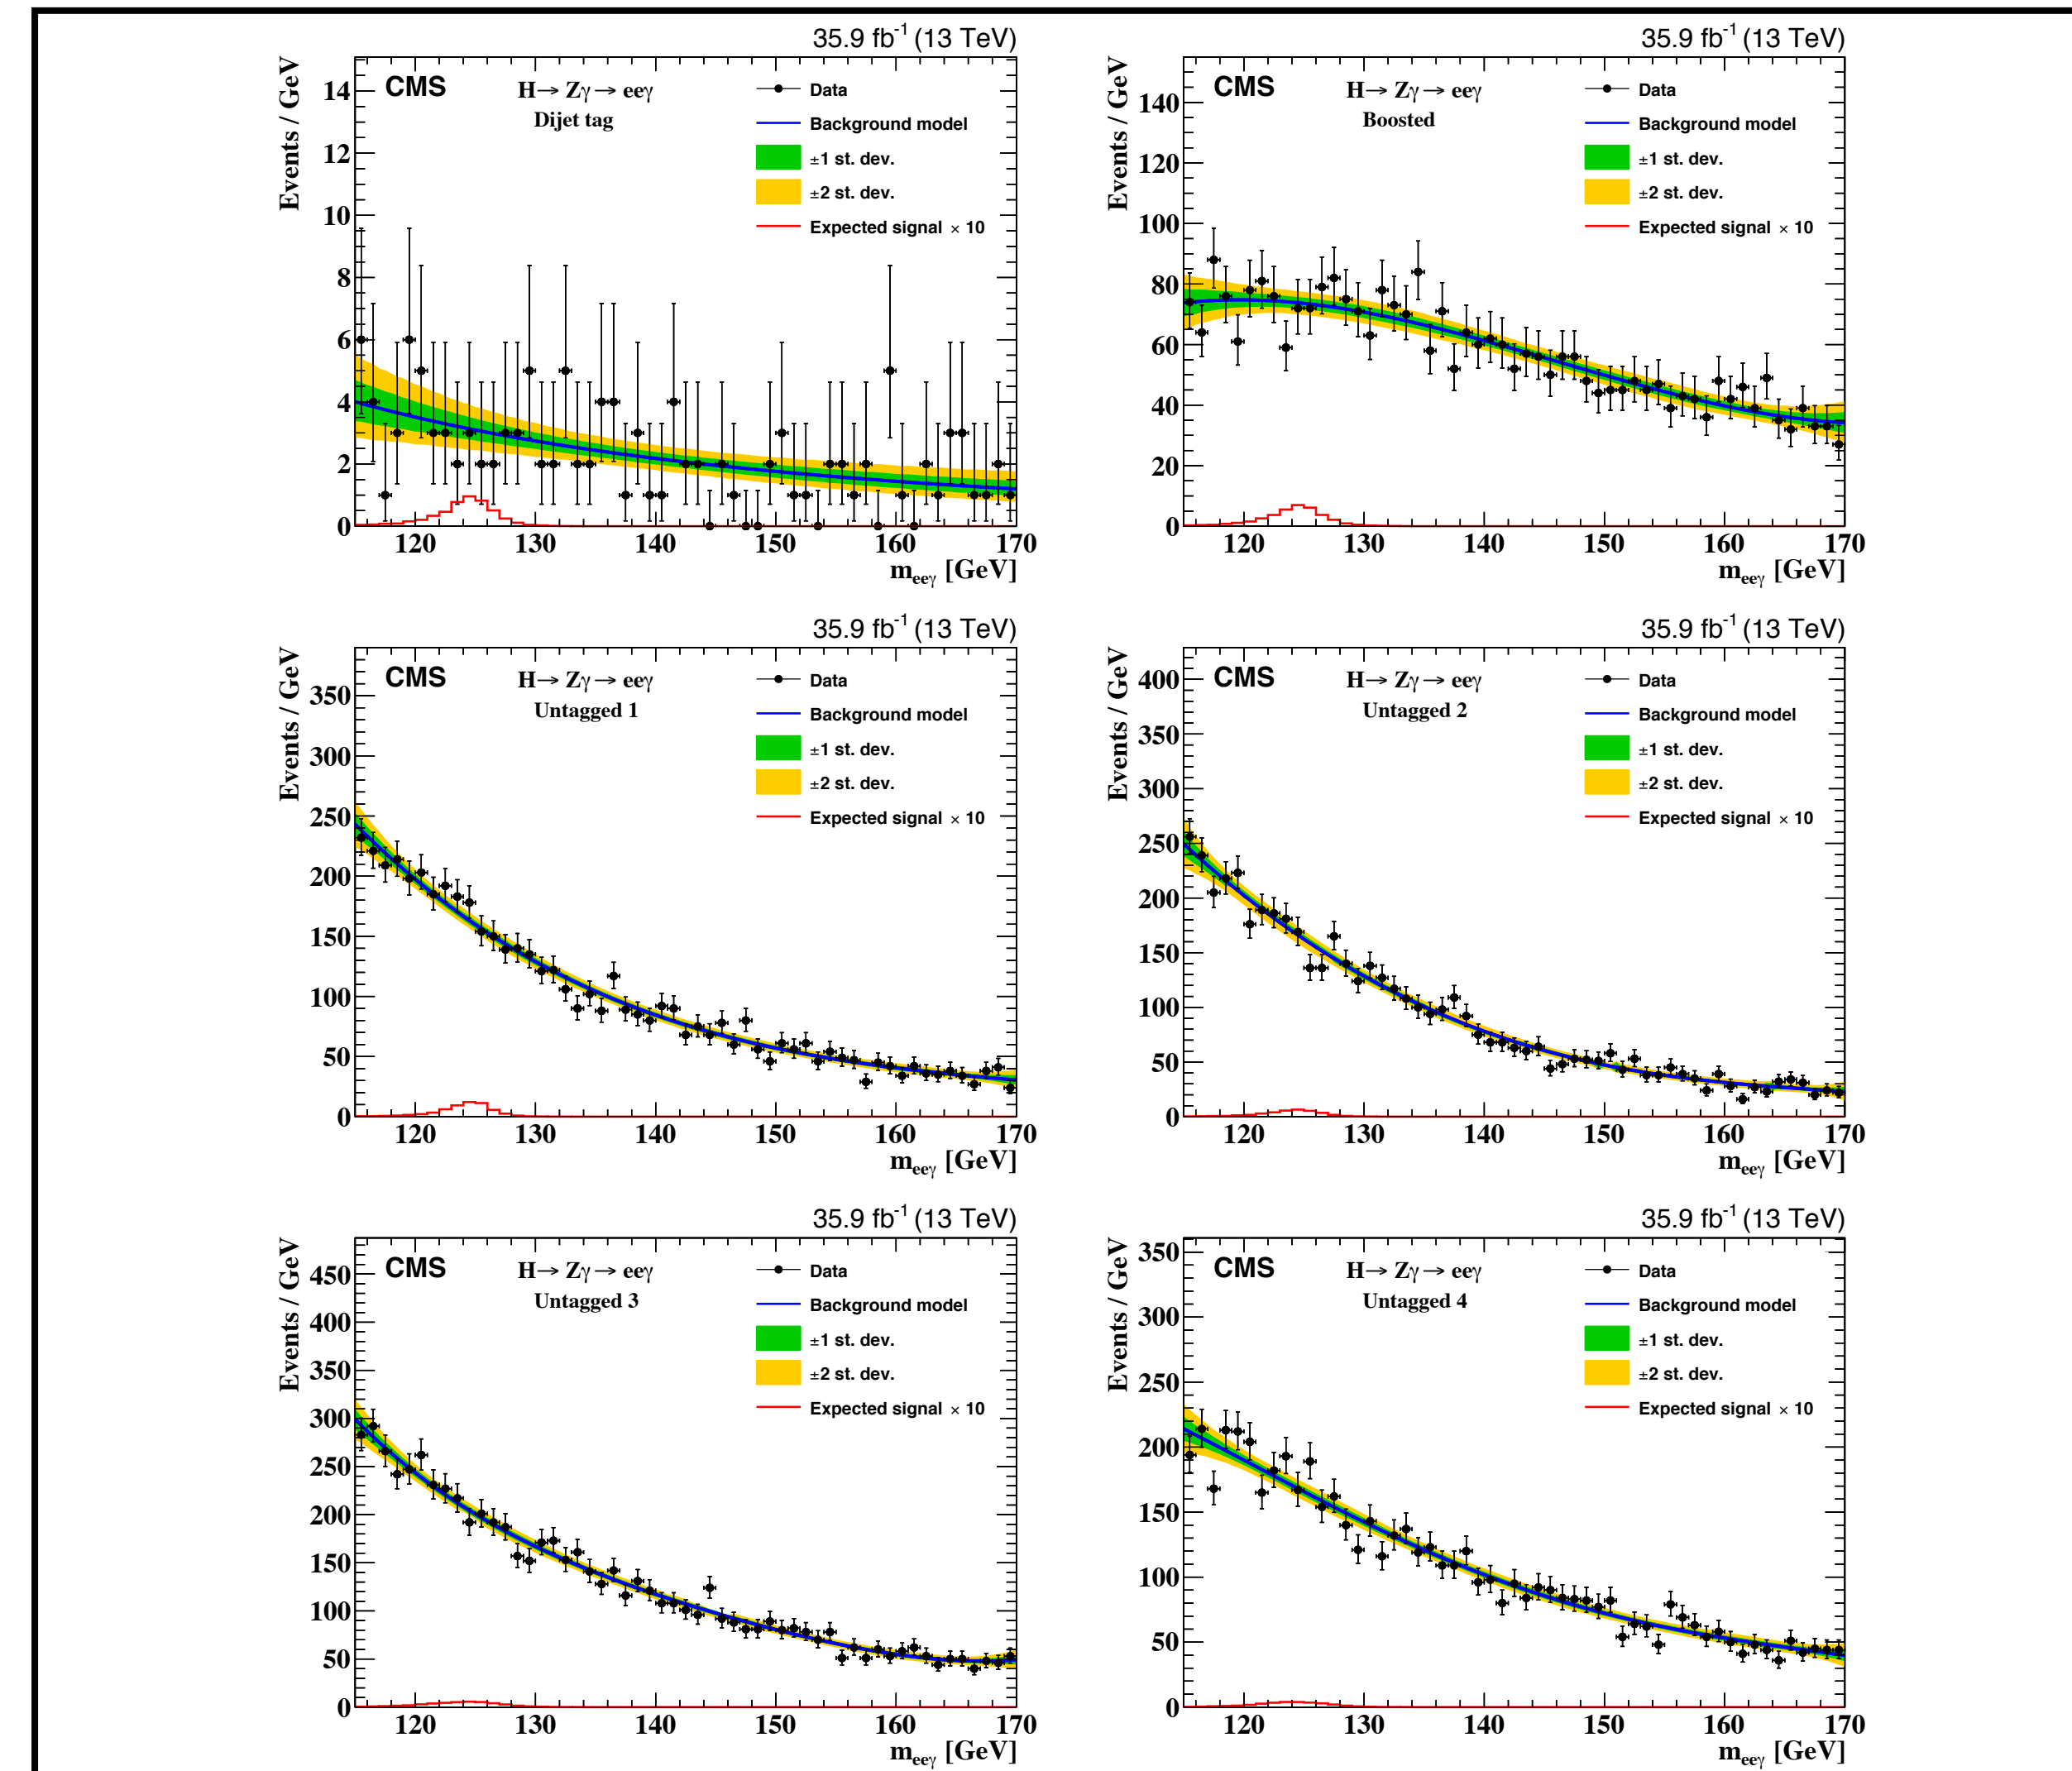 35.9 fb⁻¹ (13 TeV)
CMS
H→ Zγ → eeγ
Dijet tag
Data
Background model
±1 st. dev.
±2 st. dev.
Expected signal × 10
Events / GeV
14
12
10
8
6
4
2
0
120 130 140 150 160 170
m_eeγ [GeV]
35.9 fb⁻¹ (13 TeV)
CMS
H→ Zγ → eeγ
Boosted
Data
Background model
±1 st. dev.
±2 st. dev.
Expected signal × 10
Events / GeV
140
120
100
80
60
40
20
0
120 130 140 150 160 170
m_eeγ [GeV]
35.9 fb⁻¹ (13 TeV)
CMS
H→ Zγ → eeγ
Untagged 1
Data
Background model
±1 st. dev.
±2 st. dev.
Expected signal × 10
Events / GeV
350
300
250
200
150
100
50
0
120 130 140 150 160 170
m_eeγ [GeV]
35.9 fb⁻¹ (13 TeV)
CMS
H→ Zγ → eeγ
Untagged 2
Data
Background model
±1 st. dev.
±2 st. dev.
Expected signal × 10
Events / GeV
400
350
300
250
200
150
100
50
0
120 130 140 150 160 170
m_eeγ [GeV]
35.9 fb⁻¹ (13 TeV)
CMS
H→ Zγ → eeγ
Untagged 3
Data
Background model
±1 st. dev.
±2 st. dev.
Expected signal × 10
Events / GeV
450
400
350
300
250
200
150
100
50
0
120 130 140 150 160 170
m_eeγ [GeV]
35.9 fb⁻¹ (13 TeV)
CMS
H→ Zγ → eeγ
Untagged 4
Data
Background model
±1 st. dev.
±2 st. dev.
Expected signal × 10
Events / GeV
350
300
250
200
150
100
50
0
120 130 140 150 160 170
m_eeγ [GeV]